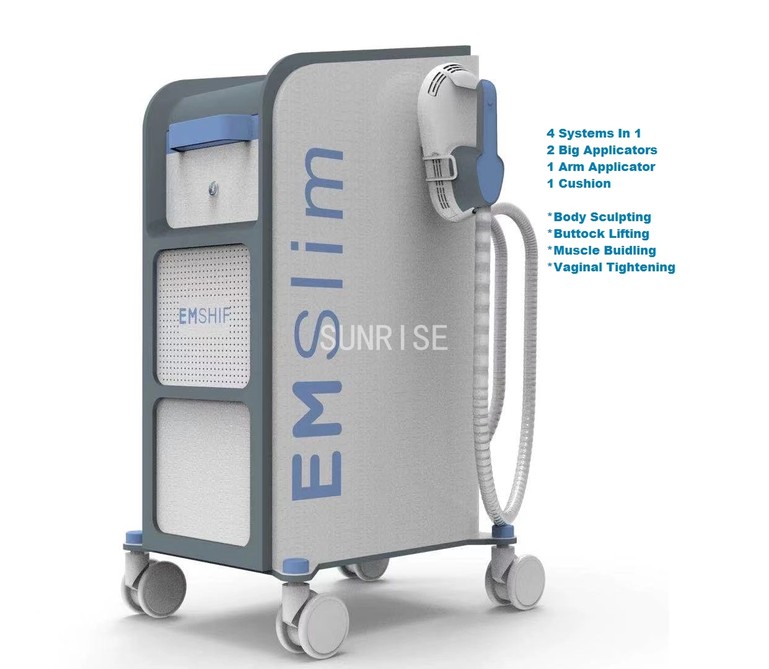 4 Systems In 1
2 Big Applicators
1 Arm Applicator
1 Cushion
*Body Sculpting
*Buttock Lifting
*Muscle Buidling
*Vaginal Tightening
EMSlim
EMSHIF
SUNRISE